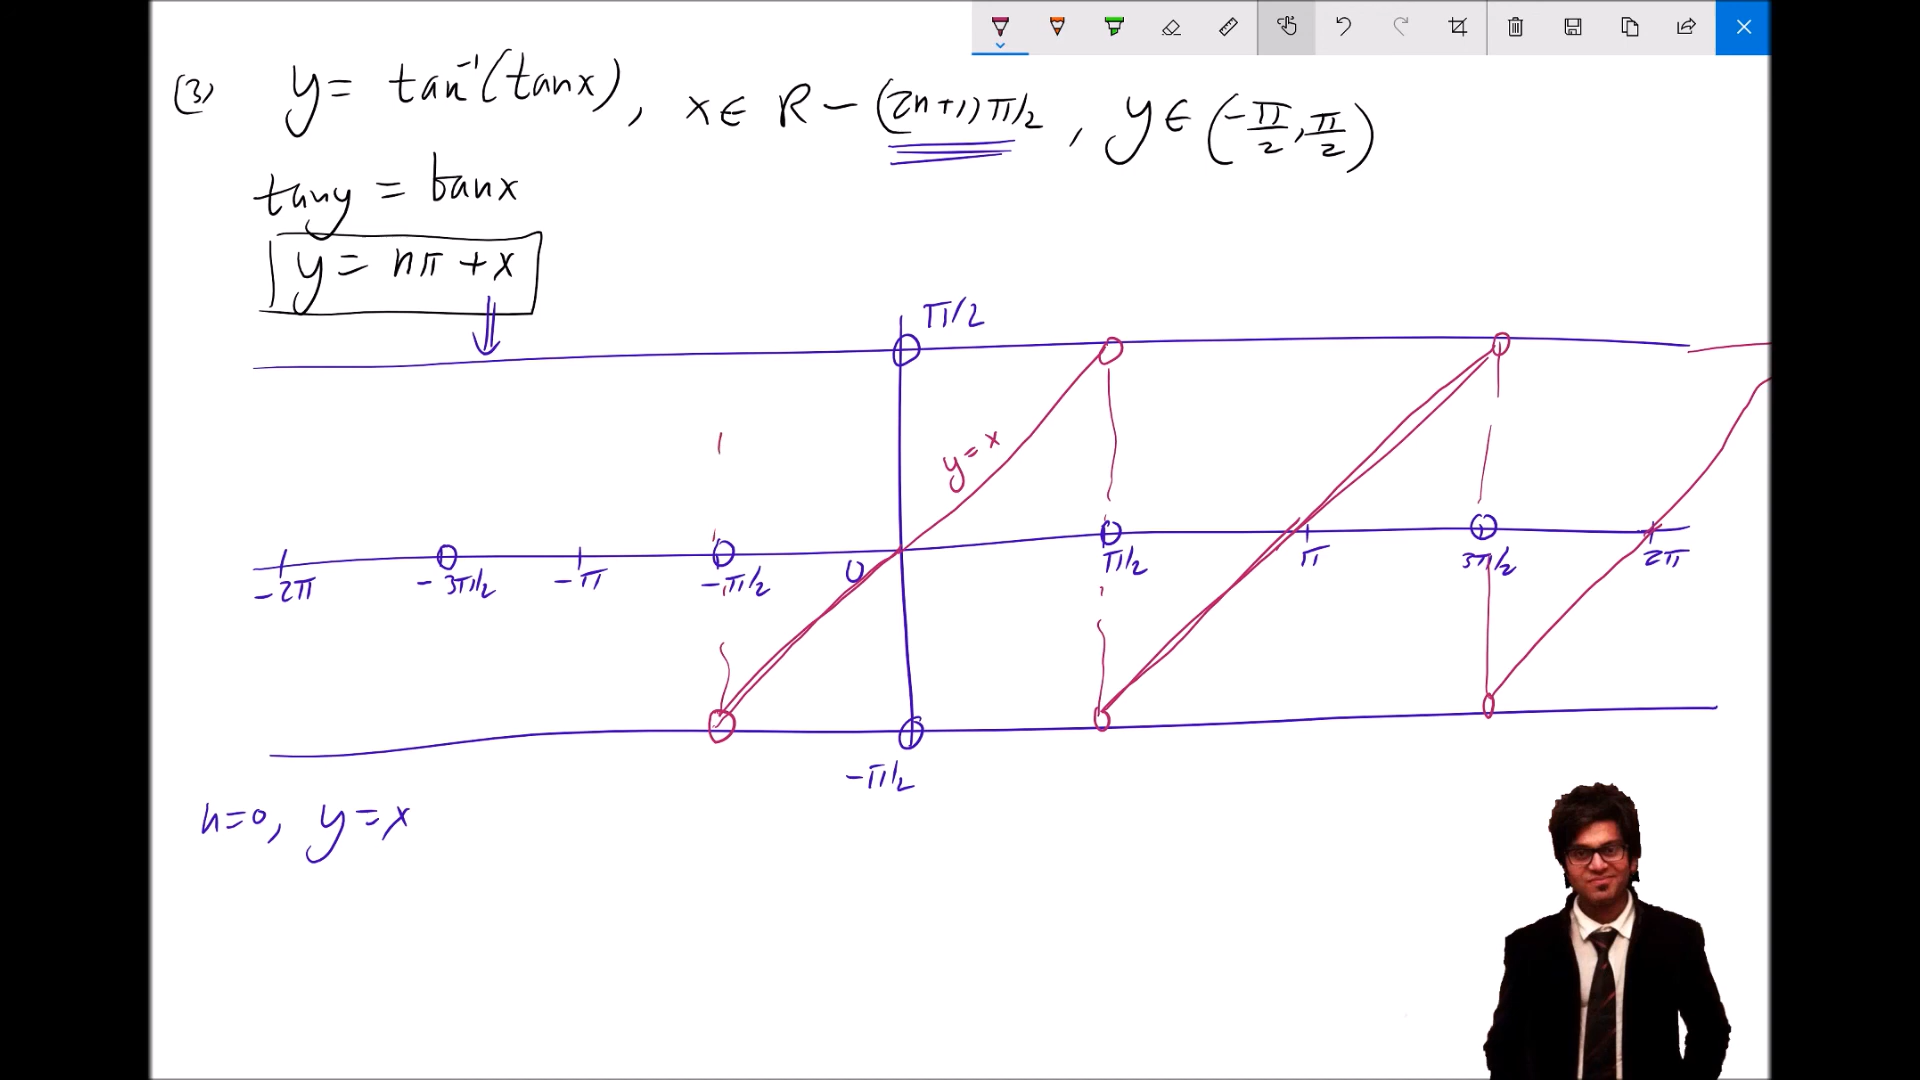 (3) y = tan⁻¹(tanx), x ∈ R − (2n+1)π/2, y ∈ (-π/2, π/2)
tany = tanx
y = nπ + x
π/2
y = x
-2π -3π/2 -π -π/2 0 π/2 π 3π/2 2π
-π/2
n=0, y = x